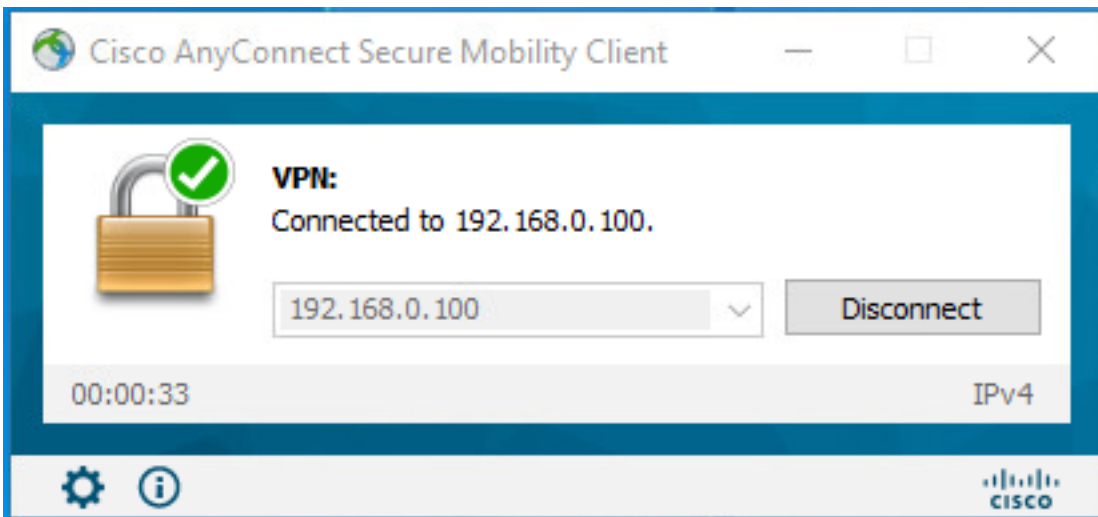 Cisco AnyConnect Secure Mobility Client
VPN:
Connected to 192.168.0.100.
192.168.0.100
Disconnect
00:00:33
IPv4
CISCO